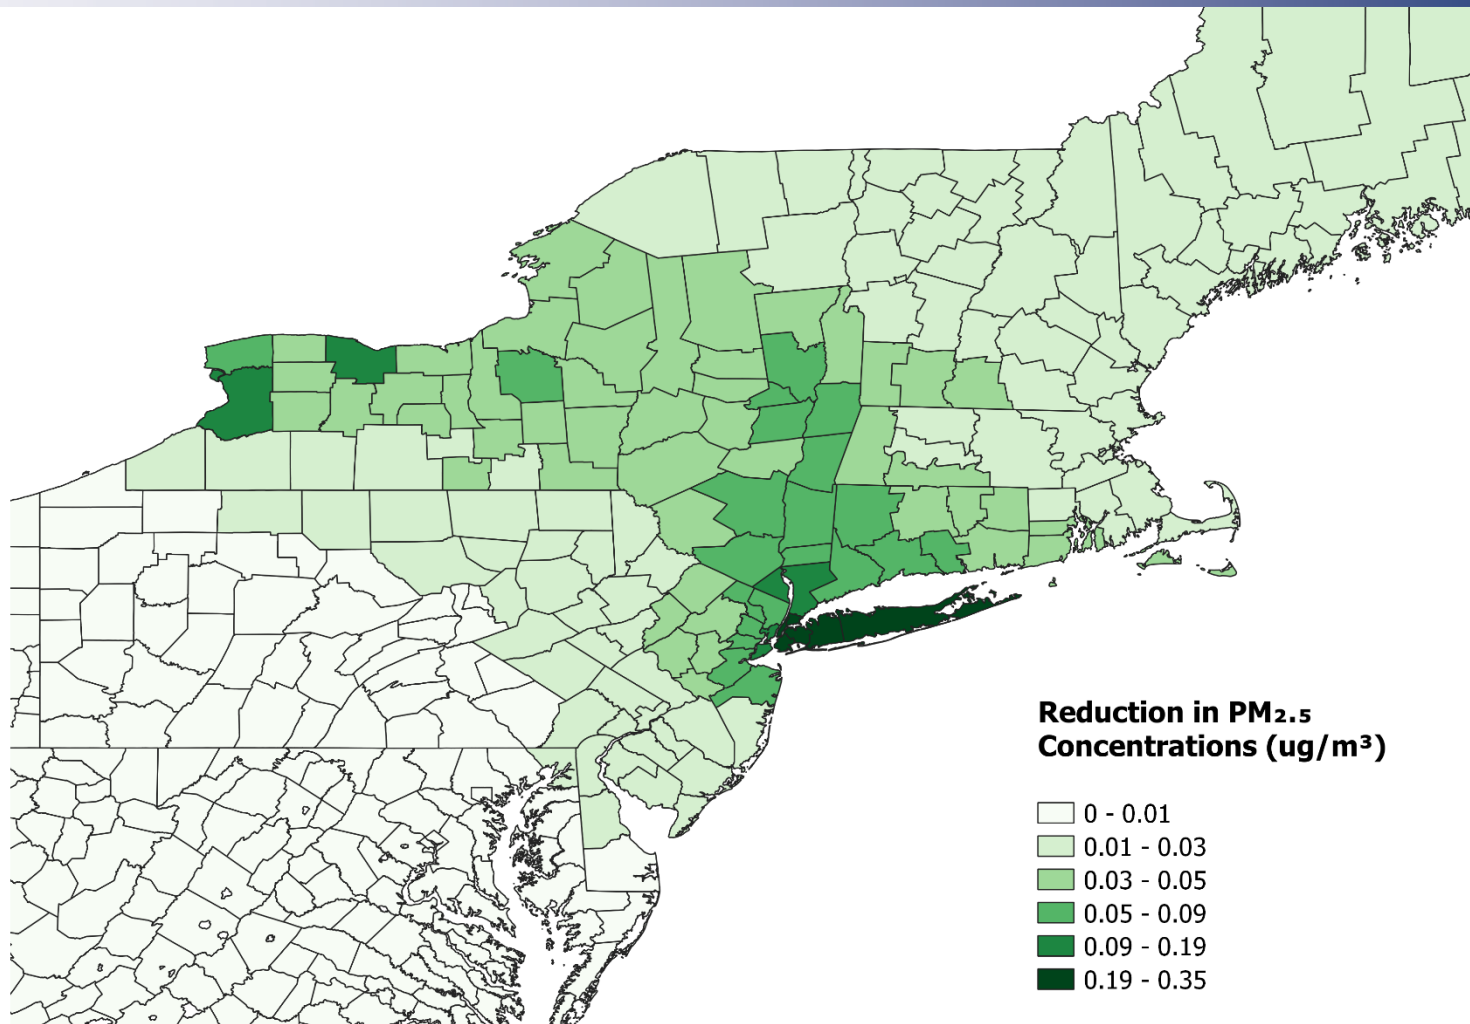 Reduction in PM₂.₅
Concentrations (ug/m³)
0 - 0.01
0.01 - 0.03
0.03 - 0.05
0.05 - 0.09
0.09 - 0.19
0.19 - 0.35